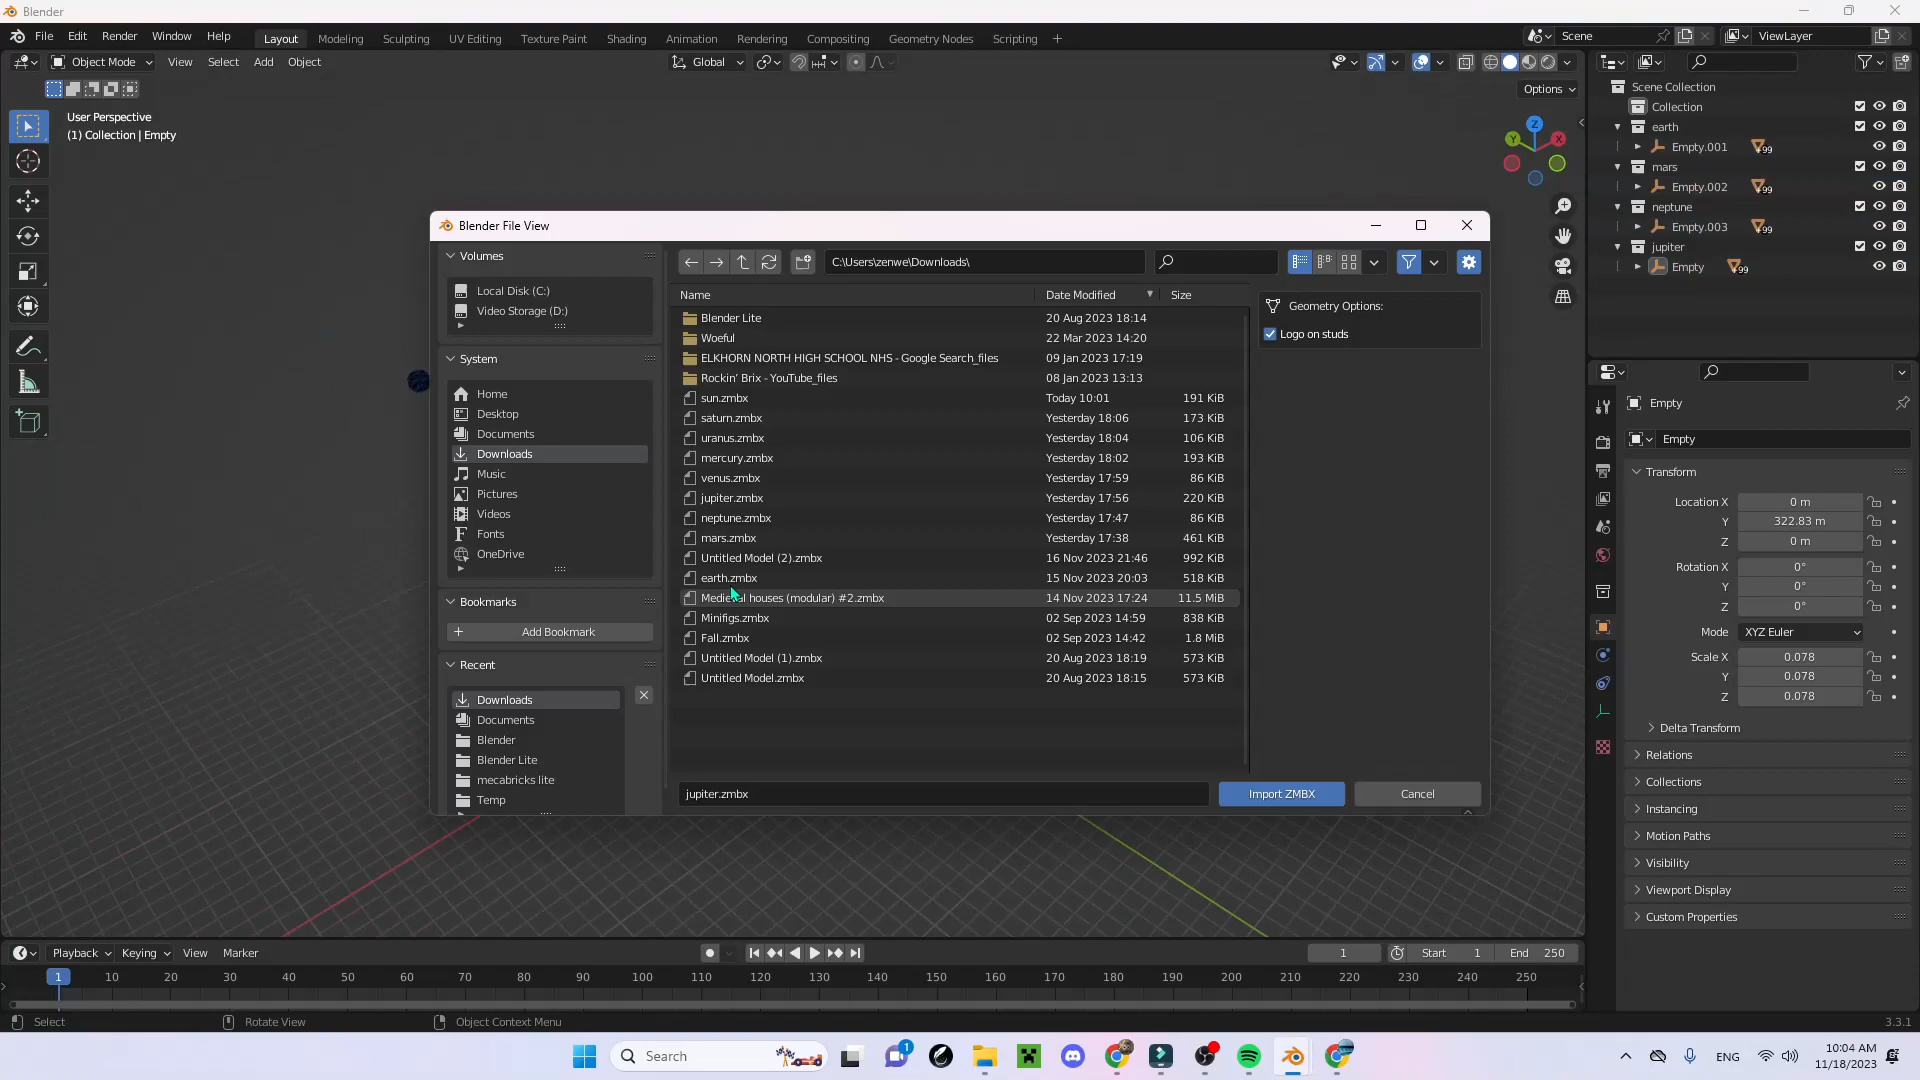 Blender
File Edit Render Window Help Layout Modeling Sculpting UV Editing Texture Paint Shading Animation Rendering Compositing Geometry Nodes Scripting + Scene ViewLayer
Object Mode View Select Add Object Global
Options
User Perspective
(1) Collection | Empty
Z
Y X
Scene Collection
Collection
earth
Empty.001 +99
mars
Empty.002 +99
neptune
Empty.003 +99
jupiter
Empty +99
Blender File View
Volumes
Local Disk (C:)
Video Storage (D:)
System
Home
Desktop
Documents
Downloads
Music
Pictures
Videos
Fonts
OneDrive
Bookmarks
+ Add Bookmark
Recent
Downloads
Documents
Blender
Blender Lite
mecabricks lite
Temp
C:\Users\zenwe\Downloads\
Name Date Modified Size
Blender Lite 20 Aug 2023 18:14
Woeful 22 Mar 2023 14:20
ELKHORN NORTH HIGH SCHOOL NHS - Google Search_files 09 Jan 2023 17:19
Rockin' Brix - YouTube_files 08 Jan 2023 13:13
sun.zmbx Today 10:01 191 KiB
saturn.zmbx Yesterday 18:06 173 KiB
uranus.zmbx Yesterday 18:04 106 KiB
mercury.zmbx Yesterday 18:02 193 KiB
venus.zmbx Yesterday 17:59 86 KiB
jupiter.zmbx Yesterday 17:56 220 KiB
neptune.zmbx Yesterday 17:47 86 KiB
mars.zmbx Yesterday 17:38 461 KiB
Untitled Model (2).zmbx 16 Nov 2023 21:46 992 KiB
earth.zmbx 15 Nov 2023 20:03 518 KiB
Medieval houses (modular) #2.zmbx 14 Nov 2023 17:24 11.5 MiB
Minifigs.zmbx 02 Sep 2023 14:59 838 KiB
Fall.zmbx 02 Sep 2023 14:42 1.8 MiB
Untitled Model (1).zmbx 20 Aug 2023 18:19 573 KiB
Untitled Model.zmbx 20 Aug 2023 18:15 573 KiB
Geometry Options:
Logo on studs
jupiter.zmbx Import ZMBX Cancel
Empty
Empty
Transform
Location X 0 m
Y 322.83 m
Z 0 m
Rotation X 0°
Y 0°
Z 0°
Mode XYZ Euler
Scale X 0.078
Y 0.078
Z 0.078
Delta Transform
Relations
Collections
Instancing
Motion Paths
Visibility
Viewport Display
Custom Properties
Playback Keying View Marker 1 Start 1 End 250
1 10 20 30 40 50 60 70 80 90 100 110 120 130 140 150 160 170 180 190 200 210 220 230 240 250
Select Rotate View Object Context Menu 3.3.1
Search 1 ENG 10:04 AM
11/18/2023